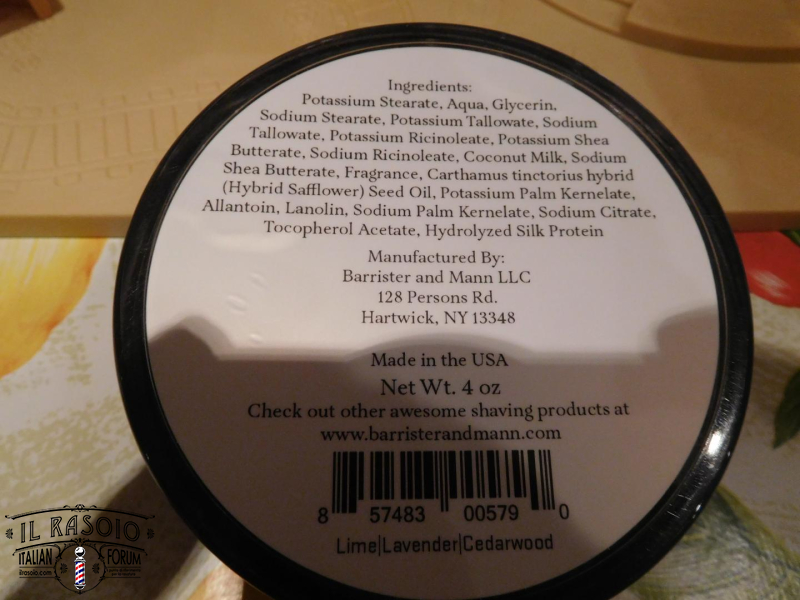 Ingredients:
Potassium Stearate, Aqua, Glycerin,
Sodium Stearate, Potassium Tallowate, Sodium
Tallowate, Potassium Ricinoleate, Potassium Shea
Butterate, Sodium Ricinoleate, Coconut Milk, Sodium
Shea Butterate, Fragrance, Carthamus tinctorius hybrid
(Hybrid Safflower) Seed Oil, Potassium Palm Kernelate,
Allantoin, Lanolin, Sodium Palm Kernelate, Sodium Citrate,
Tocopherol Acetate, Hydrolyzed Silk Protein
Manufactured By:
Barrister and Mann LLC
128 Persons Rd.
Hartwick, NY 13348
Made in the USA
Net Wt. 4 oz
Check out other awesome shaving products at
www.barristerandmann.com
8 57483 00579 0
Lime|Lavender|Cedarwood
IL RASOIO
ITALIAN FORUM
ilrasoio.com